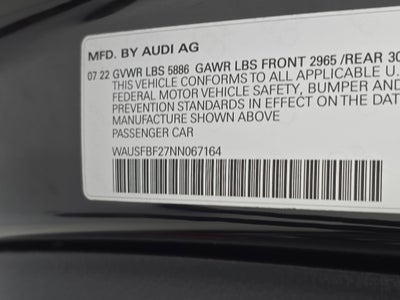 MFD. BY AUDI AG
07 22 GVWR LBS 5886 GAWR LBS FRONT 2965 /REAR 30
THIS VEHICLE CONFORMS TO ALL APPLICABLE U.
FEDERAL MOTOR VEHICLE SAFETY, BUMPER AND
PREVENTION STANDARDS IN EFFECT ON THE DAT
MANUFACTURE SHOWN ABOVE
PASSENGER CAR
WAUSFBF27NN067164